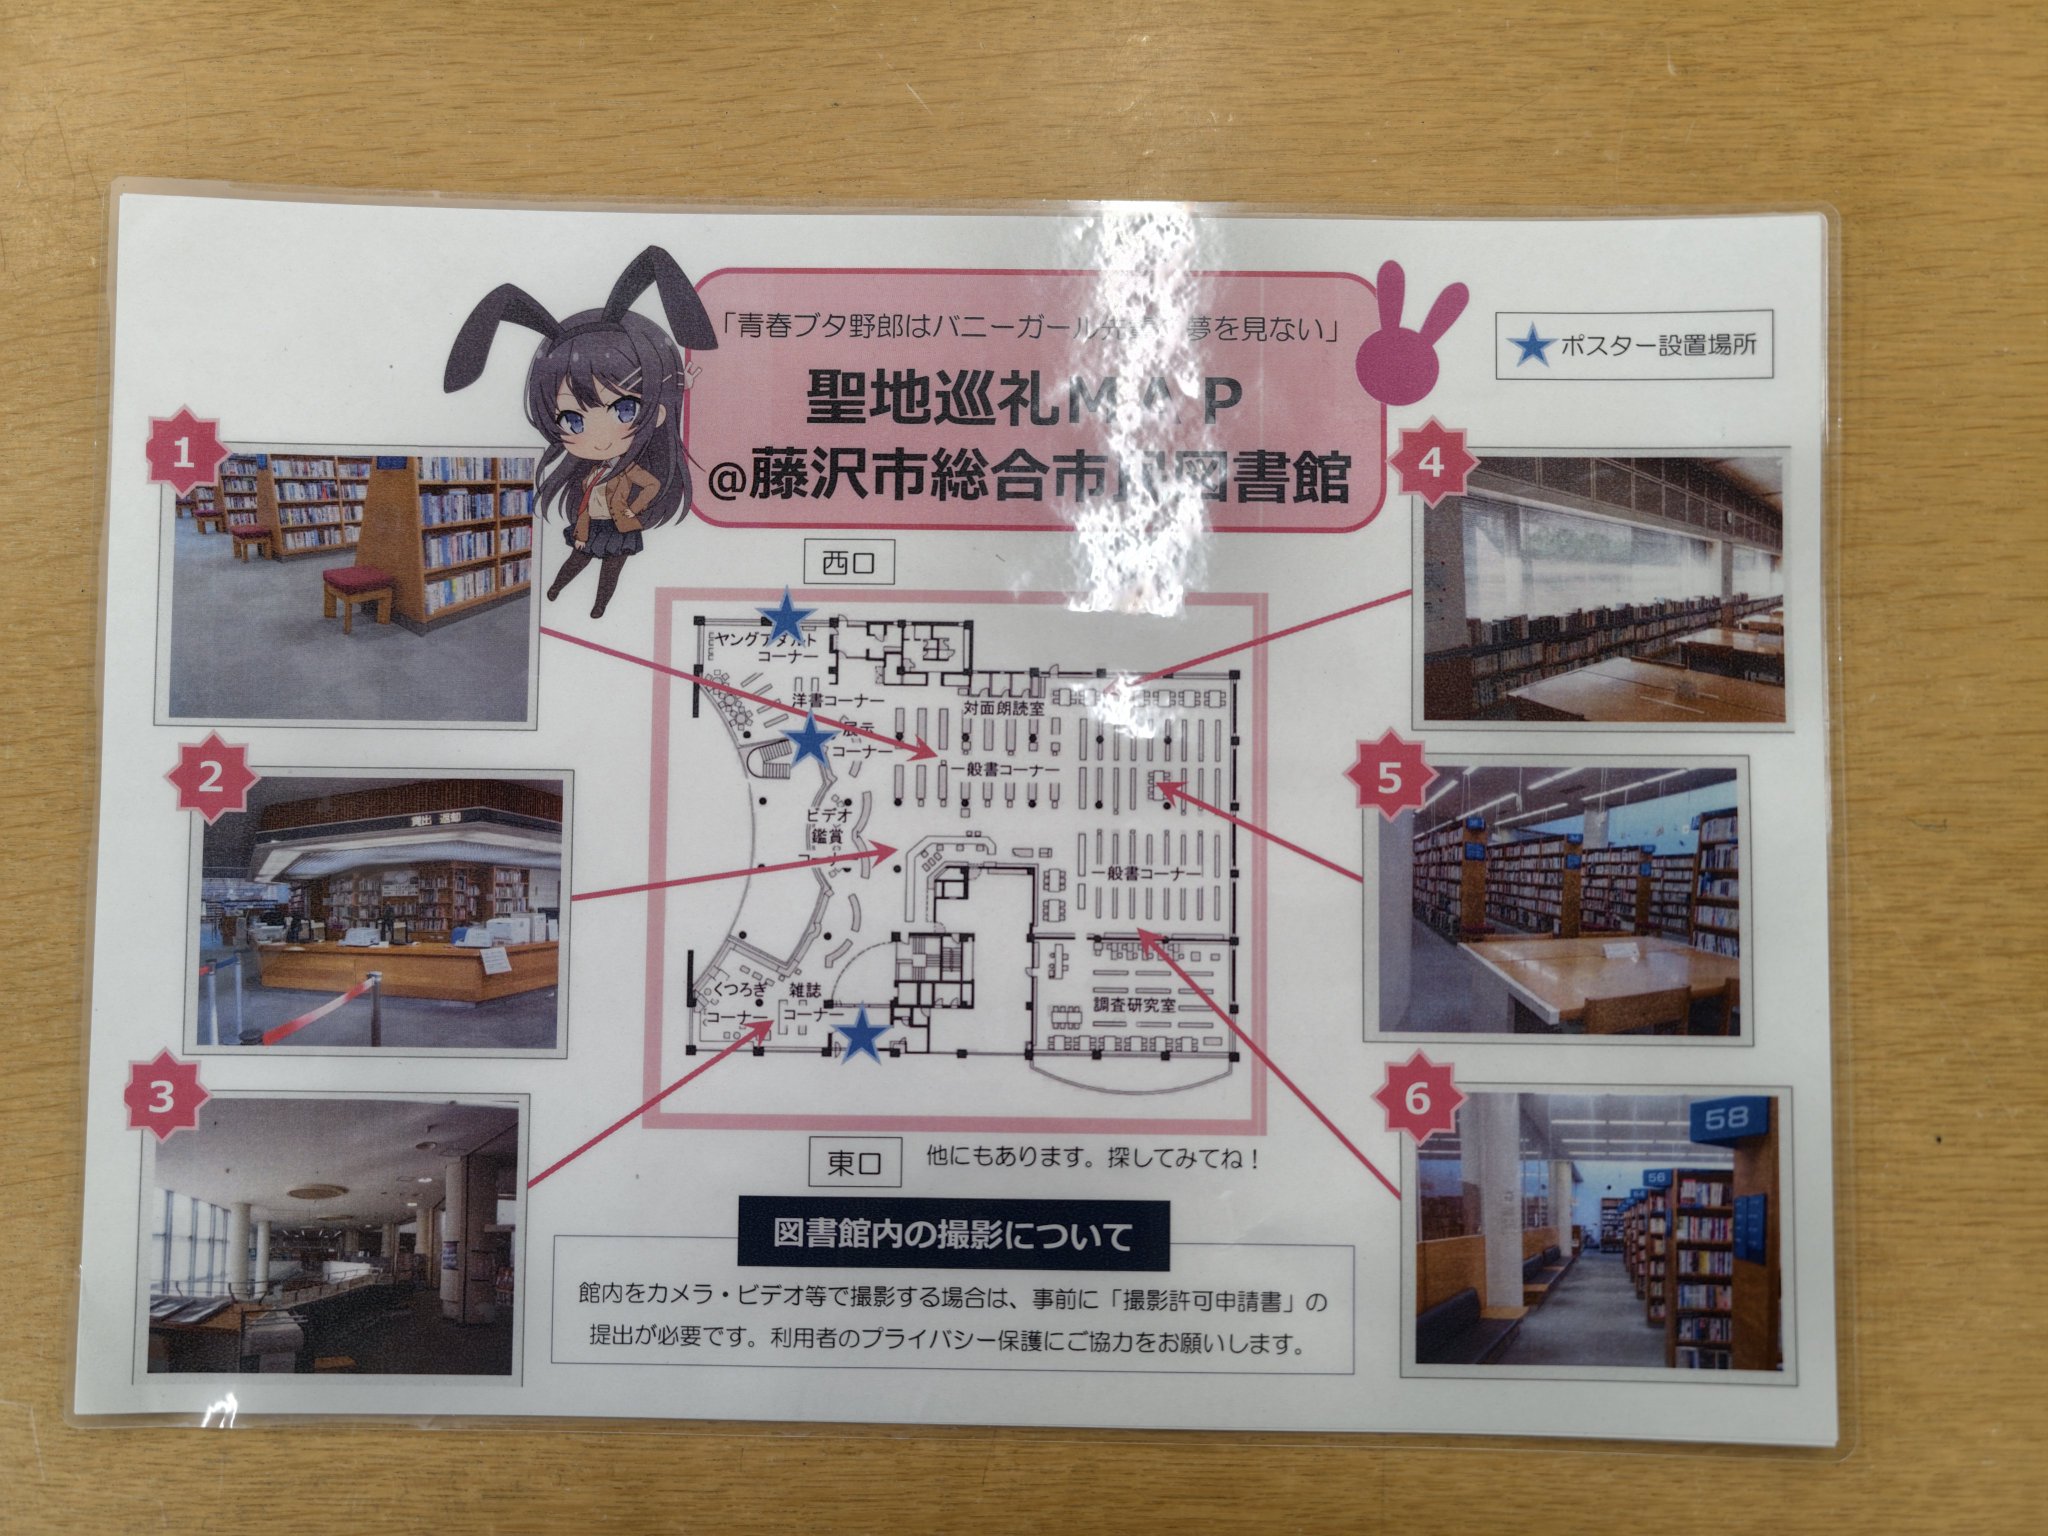 「青春ブタ野郎はバニーガール先 夢を見ない」
聖地巡礼MAP
@藤沢市総合市民図書館
★ポスター設置場所
1
2
3
4
5
6
西口
ヤングアダルト
コーナー
洋書コーナー
展示
コーナー
対面朗読室
一般書コーナー
ビデオ
鑑賞
コーナー
一般書コーナー
くつろぎ
コーナー
雑誌
コーナー
調査研究室
東口
他にもあります。探してみてね！
図書館内の撮影について
館内をカメラ・ビデオ等で撮影する場合は、事前に「撮影許可申請書」の
提出が必要です。利用者のプライバシー保護にご協力をお願いします。
貸出 返却
58
56